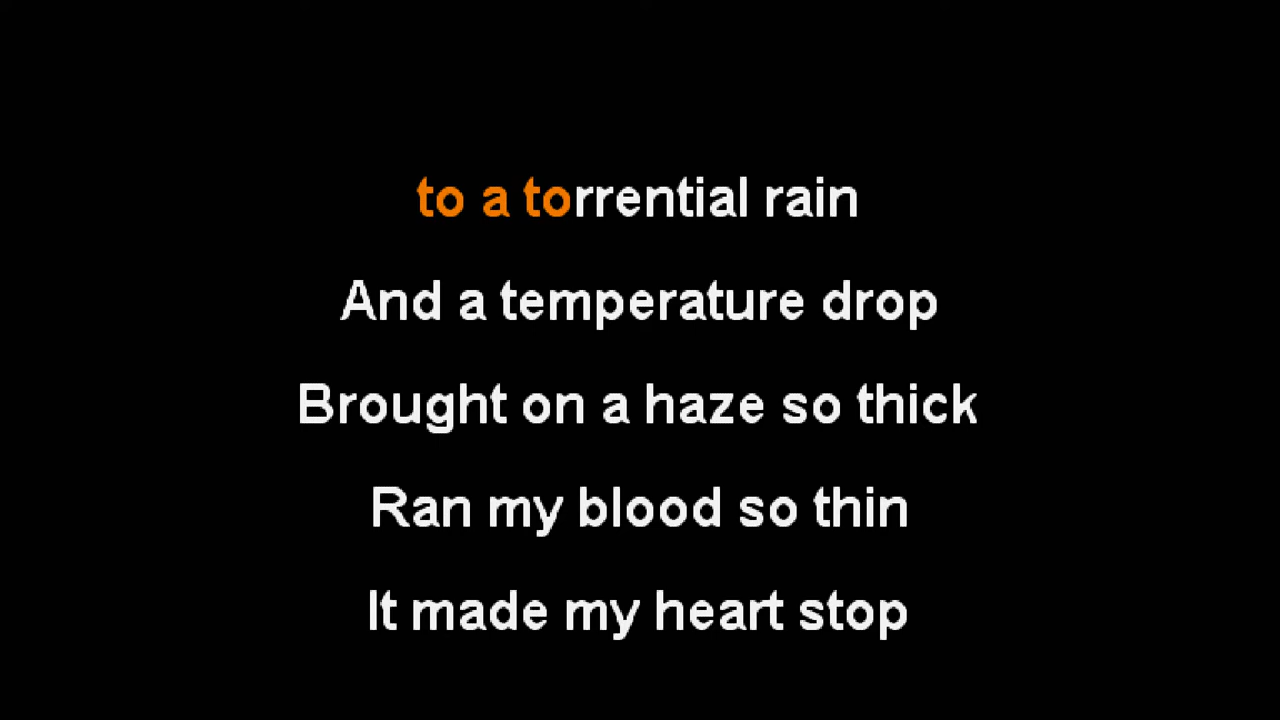 to a torrential rain
And a temperature drop
Brought on a haze so thick
Ran my blood so thin
It made my heart stop